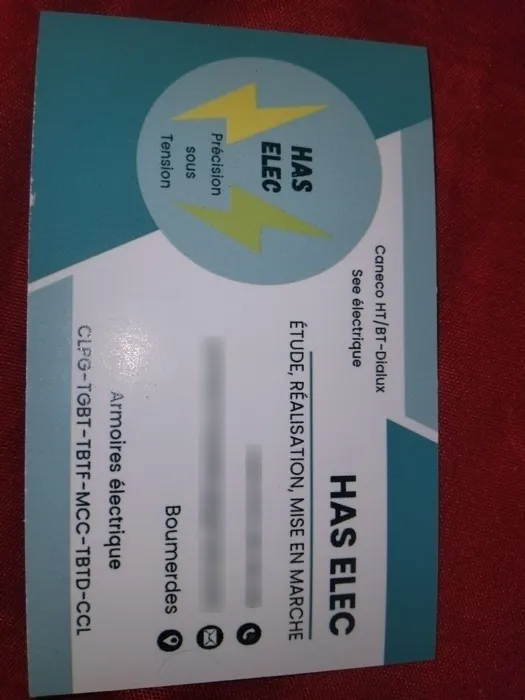 HAS
ELEC
Précision
sous
Tension
Caneco HT/BT-Dialux
See électrique
HAS ELEC
ÉTUDE, RÉALISATION, MISE EN MARCHE
Boumerdes
Armoires électrique
CLPG-TGBT-TBTF-MCC-TBTD-CCL